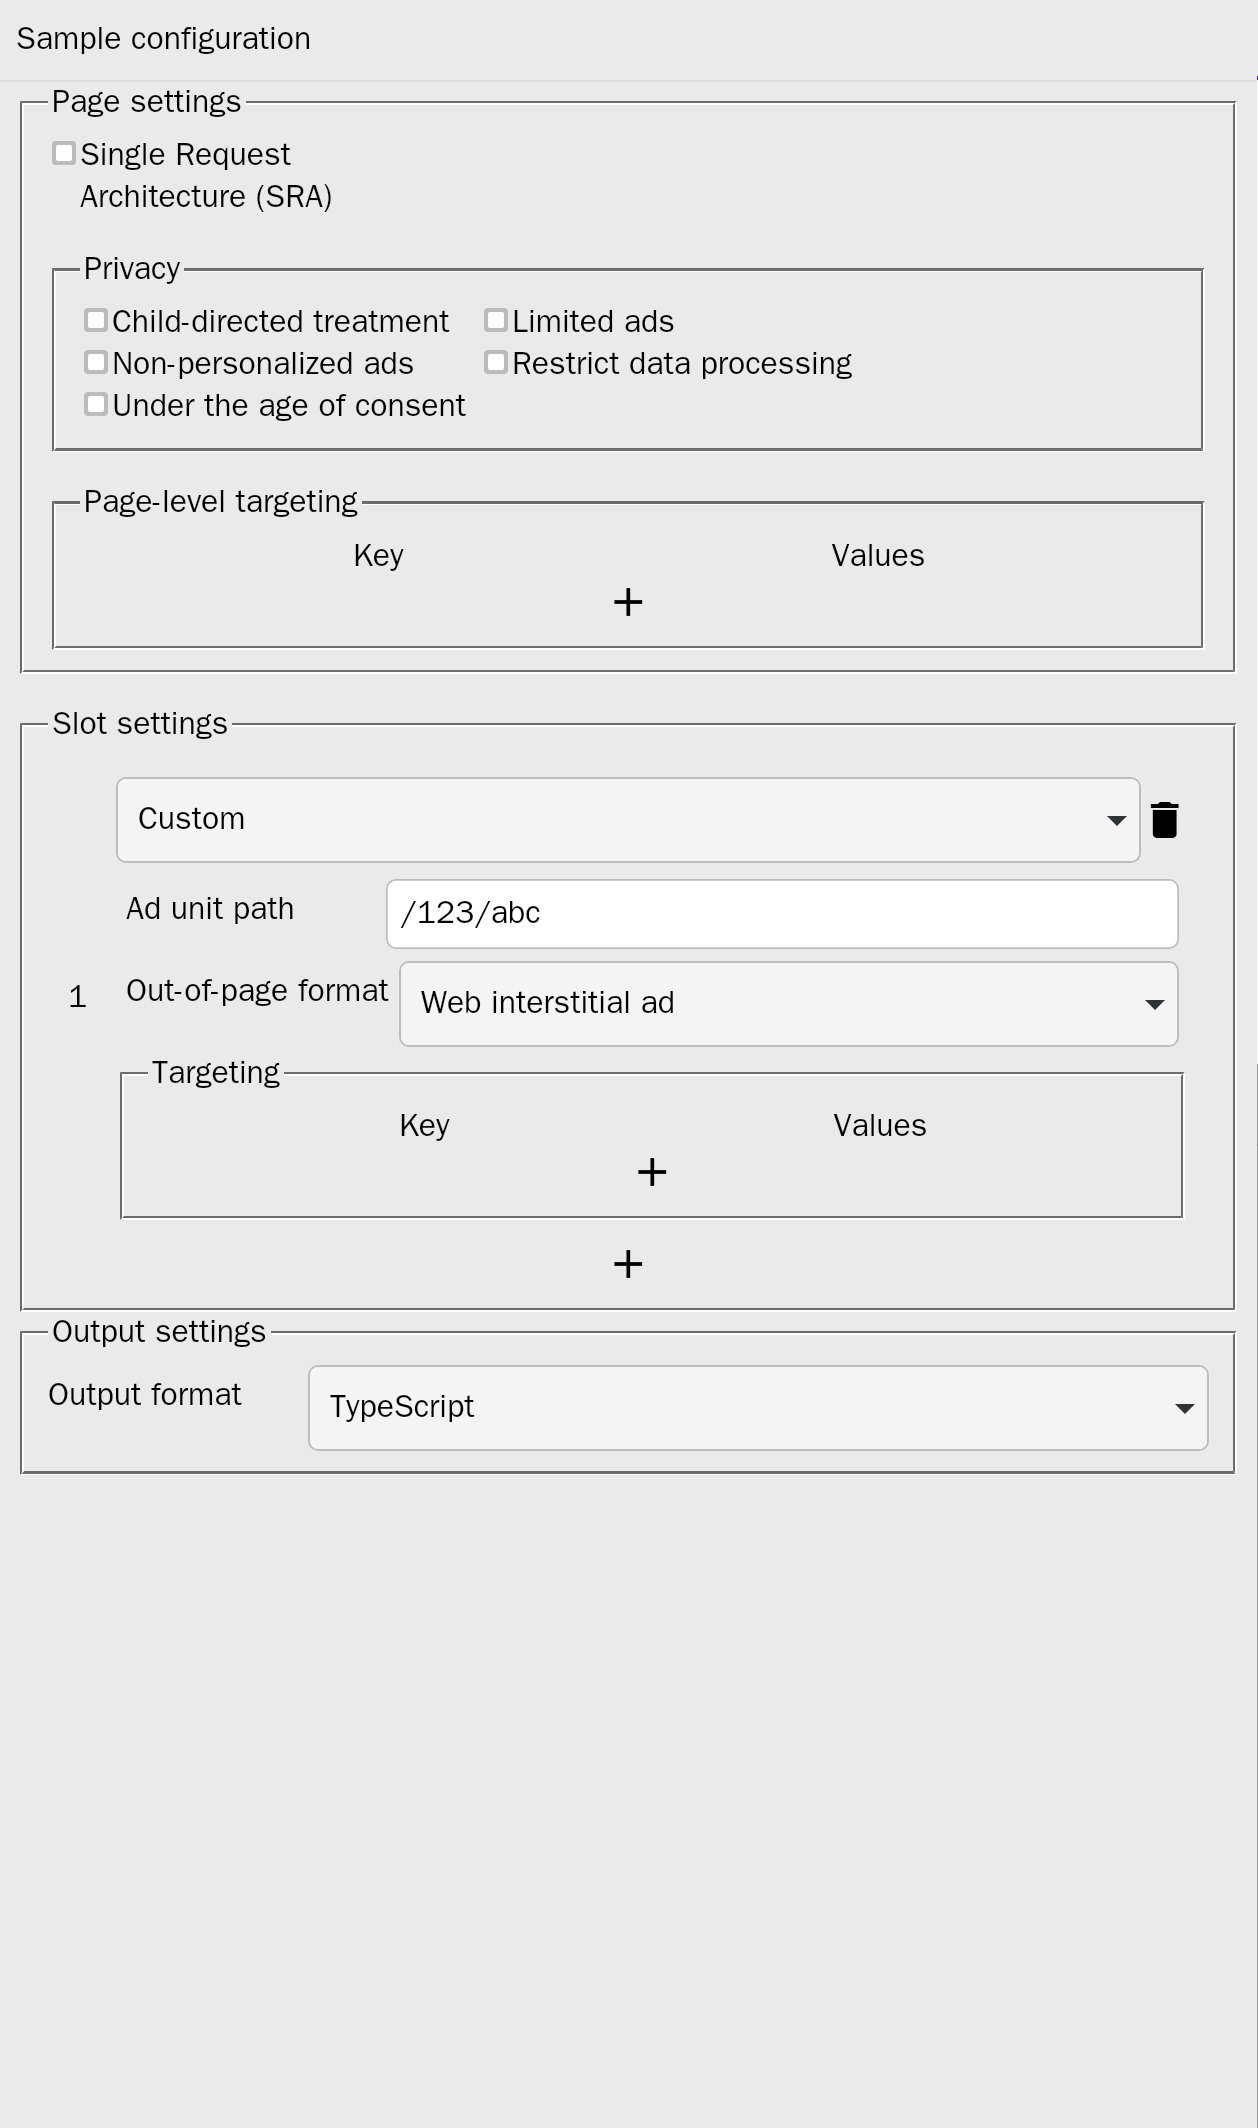 Sample configuration
Page settings
Single Request
Architecture (SRA)
Privacy
Child-directed treatment Limited ads
Non-personalized ads Restrict data processing
Under the age of consent
Page-level targeting
Key Values
+
Slot settings
Custom
Ad unit path /123/abc
1 Out-of-page format Web interstitial ad
Targeting
Key Values
+
+
Output settings
Output format TypeScript